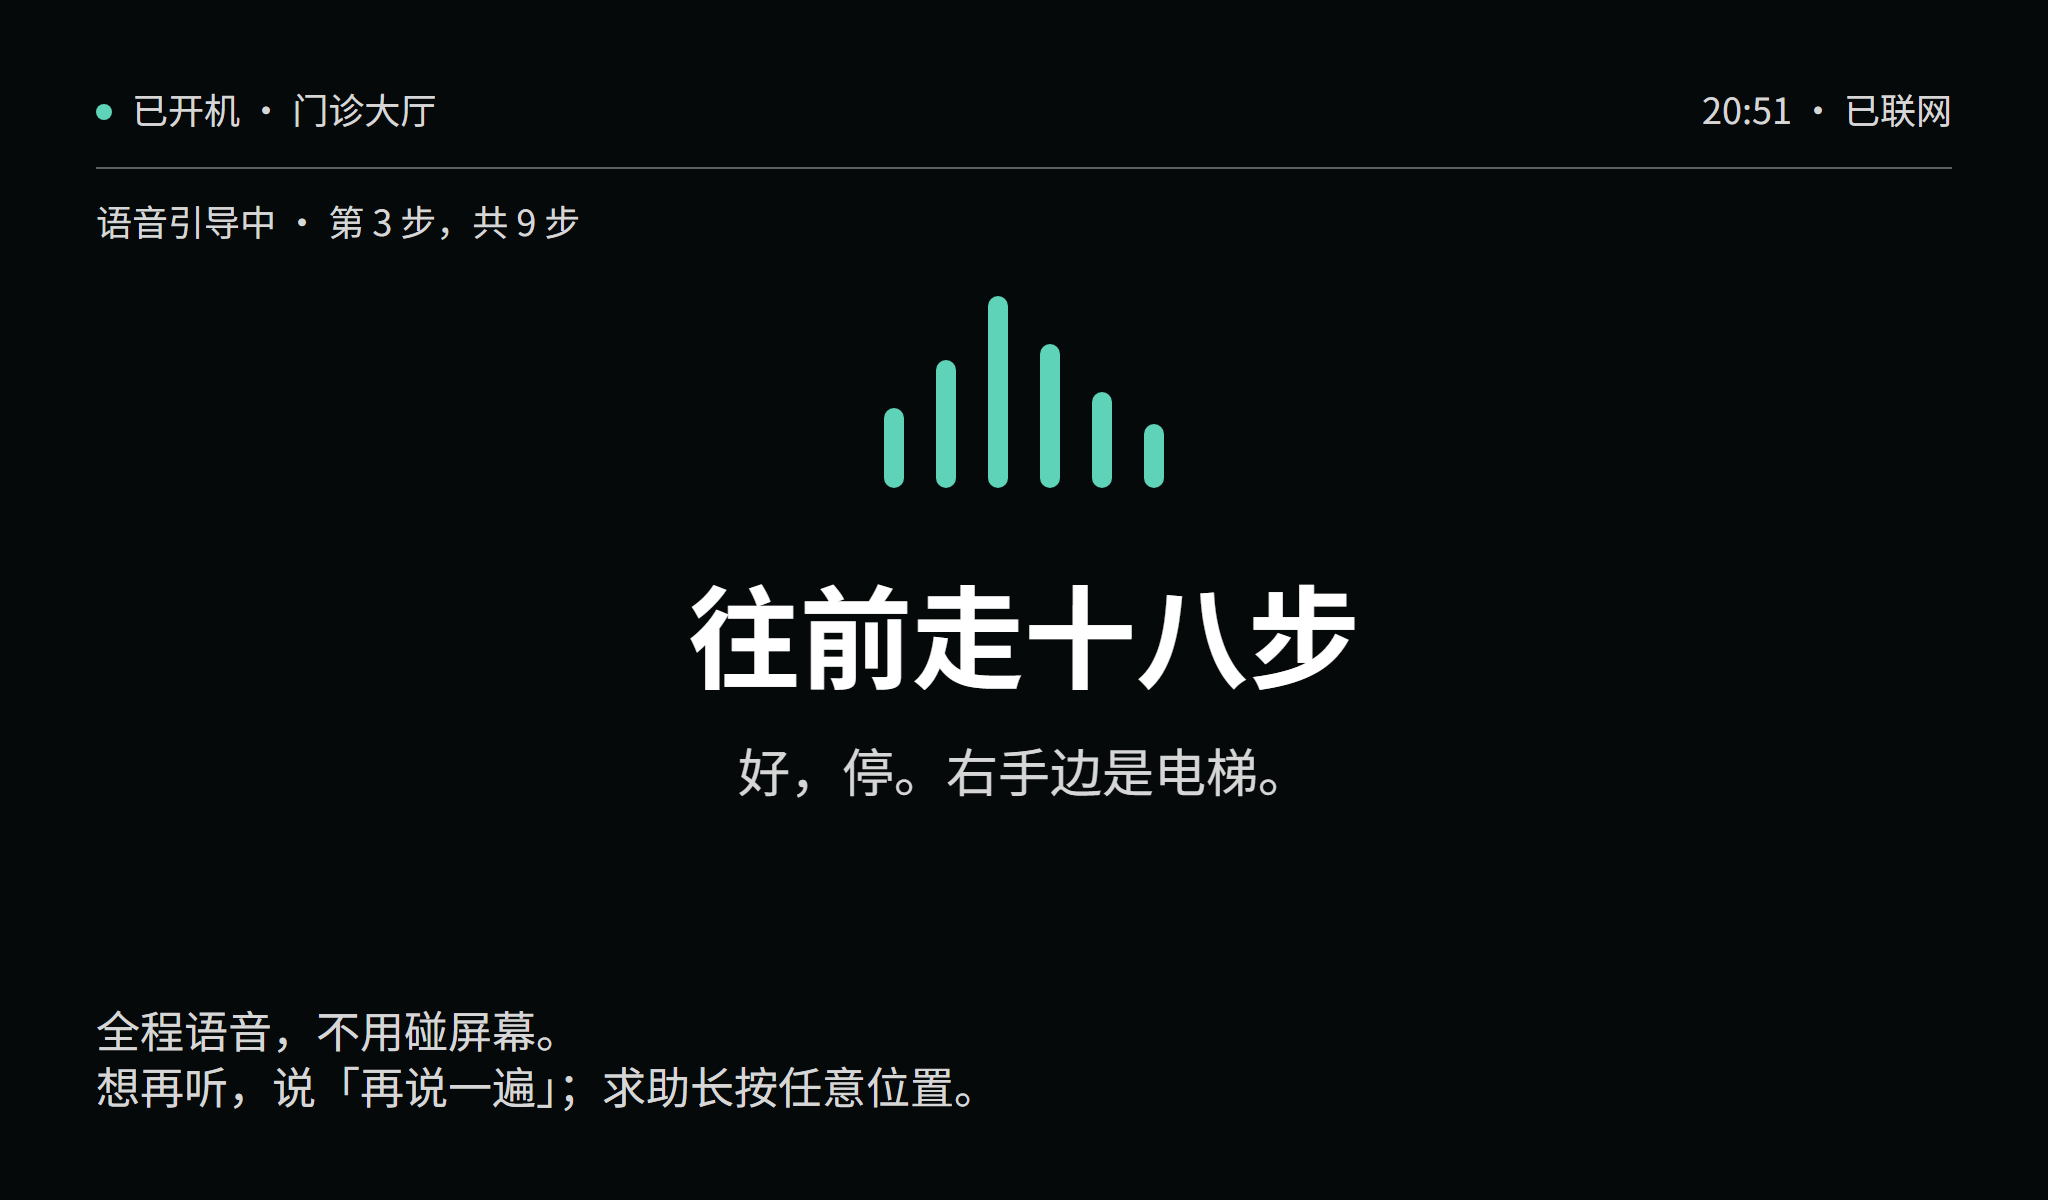 已开机 · 门诊大厅
20:51 · 已联网
语音引导中 · 第 3 步，共 9 步
往前走十八步
好，停。右手边是电梯。
全程语音，不用碰屏幕。
想再听，说「再说一遍」；求助长按任意位置。